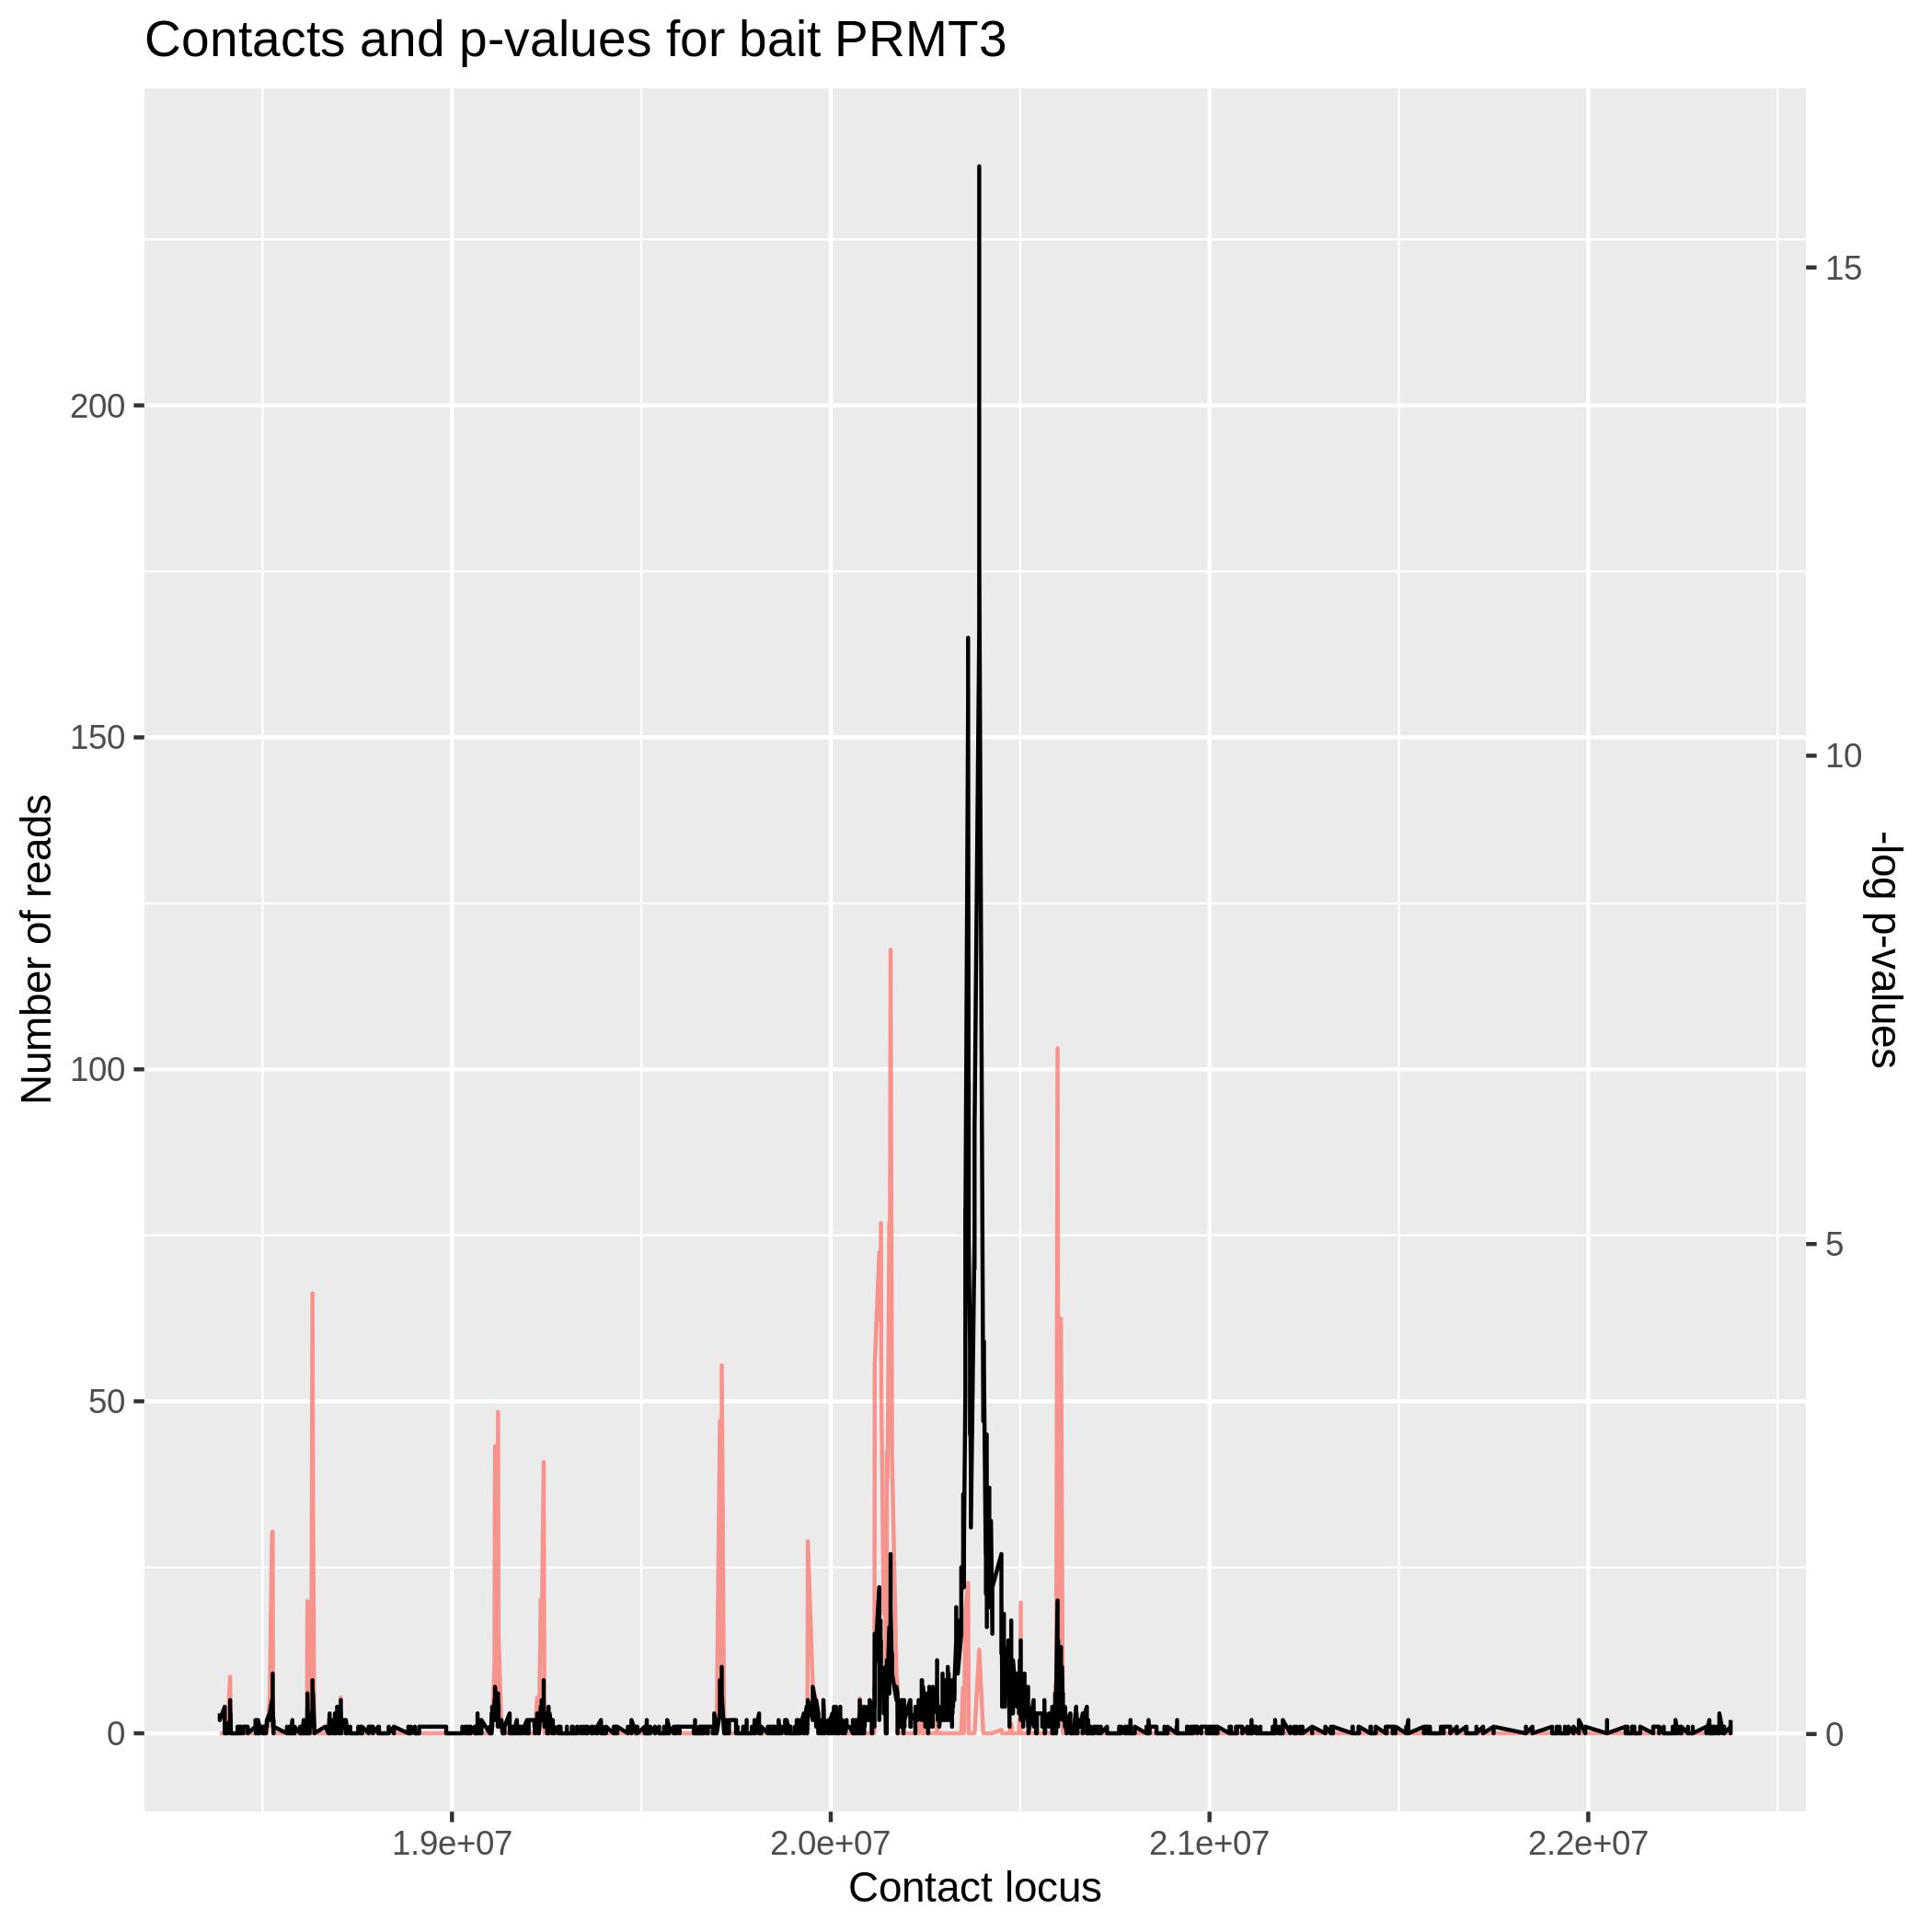 Contacts and p-values for bait PRMT3
Number of reads
200
150
100
50
0
15
10
5
0
-log p-values
1.9e+07
2.0e+07
2.1e+07
2.2e+07
Contact locus